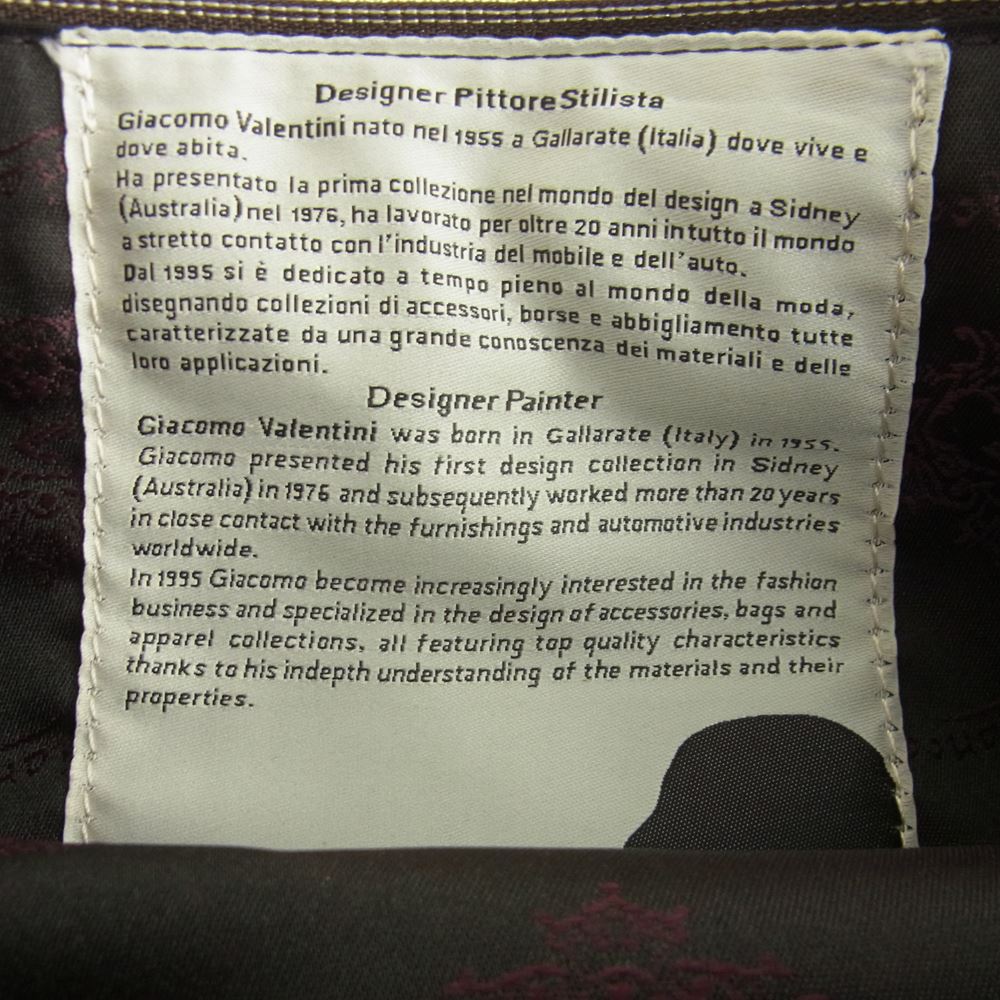 Designer Pittore Stilista
Giacomo Valentini nato nel 1955 a Gallarate (Italia) dove vive e
dove abita.
Ha presentato la prima collezione nel mondo del design a Sidney
(Australia) nel 1976, ha lavorato per oltre 20 anni in tutto il mondo
a stretto contatto con l'industria del mobile e dell'auto.
Dal 1995 si è dedicato a tempo pieno al mondo della moda,
disegnando collezioni di accessori, borse e abbigliamento tutte
caratterizzate da una grande conoscenza dei materiali e delle
loro applicazioni.
Designer Painter
Giacomo Valentini was born in Gallarate (Italy) in 1955.
Giacomo presented his first design collection in Sidney
(Australia) in 1976 and subsequently worked more than 20 years
in close contact with the furnishings and automotive industries
worldwide.
In 1995 Giacomo become increasingly interested in the fashion
business and specialized in the design of accessories, bags and
apparel collections, all featuring top quality characteristics
thanks to his indepth understanding of the materials and their
properties.